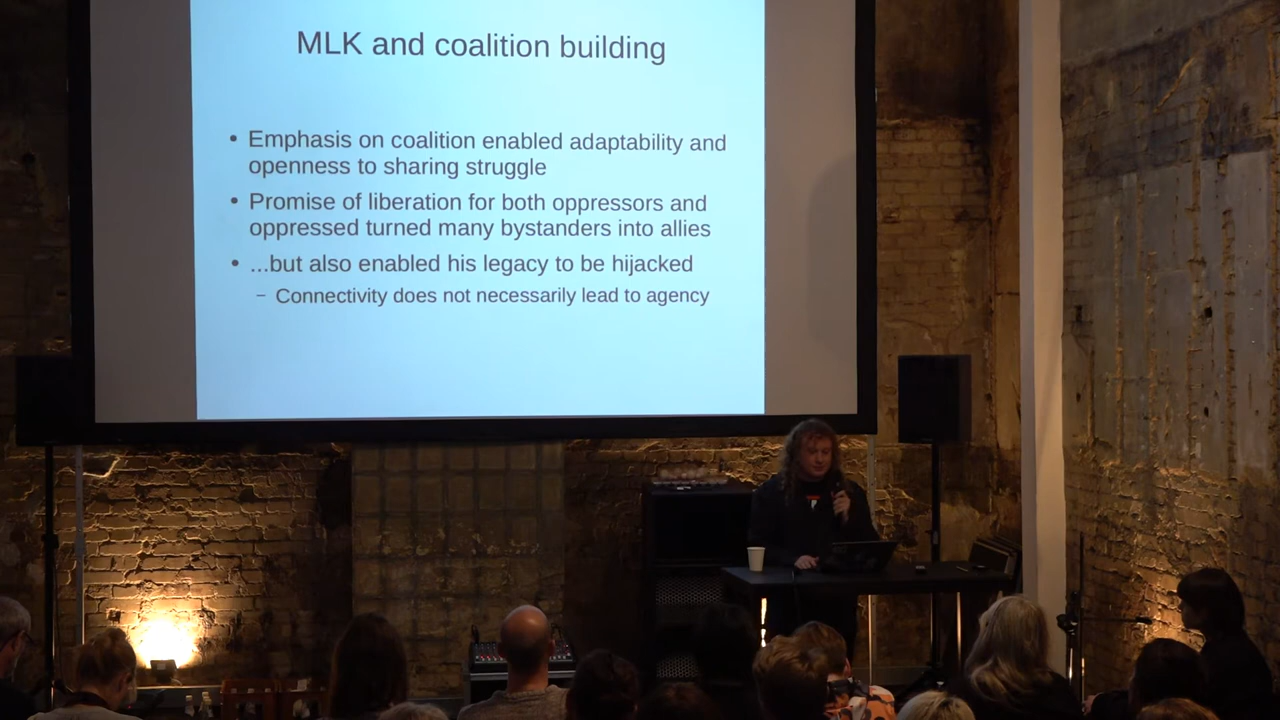 MLK and coalition building
• Emphasis on coalition enabled adaptability and
openness to sharing struggle
• Promise of liberation for both oppressors and
oppressed turned many bystanders into allies
• ...but also enabled his legacy to be hijacked
– Connectivity does not necessarily lead to agency